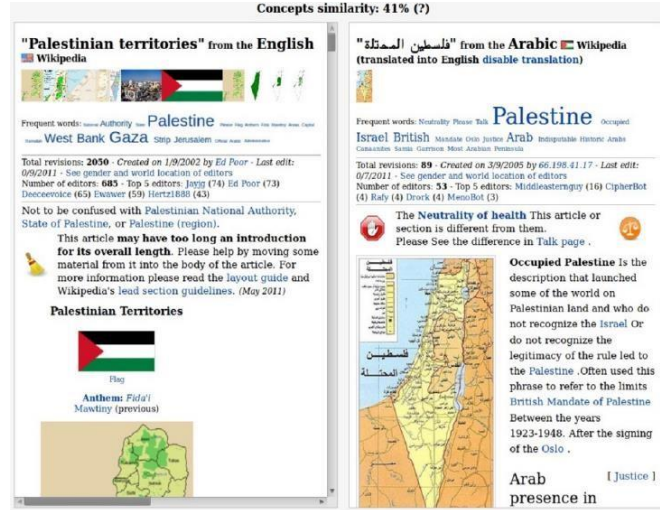 Concepts similarity: 41% (?)
"Palestinian territories" from the English
Wikipedia
Frequent words: Authority Palestine
West Bank Gaza Strip Jerusalem
Total revisions: 2050 - Created on 1/9/2002 by Ed Poor - Last edit:
0/9/2011 - See gender and world location of editors
Number of editors: 685 - Top 5 editors: Jayjg (74) Ed Poor (73)
Deeceevoice (65) Ewawer (59) Hertz1888 (43)
Not to be confused with Palestinian National Authority,
State of Palestine, or Palestine (region).
This article may have too long an introduction
for its overall length. Please help by moving some
material from it into the body of the article. For
more information please read the layout guide and
Wikipedia's lead section guidelines. (May 2011)
Palestinian Territories
Flag
Anthem: Fida'i
Mawtiny (previous)
"فلسطين المحتلة" from the Arabic Wikipedia
(translated into English disable translation)
Frequent words: Neutrality Please Talk Palestine Occupied
Israel British Mandate Oslo Justice Arab Indisputable Historic Arabs
Canaanites Samia Garrison Most Arabian Peninsula
Total revisions: 89 - Created on 3/9/2005 by 66.198.41.17 - Last edit:
0/7/2011 - See gender and world location of editors
Number of editors: 53 - Top 5 editors: Middleasternguy (16) CipherBot
(4) Rafy (4) Drork (4) MenoBot (3)
The Neutrality of health This article or
section is different from them.
Please See the difference in Talk page .
فلسطين
المحتلة
Occupied Palestine Is the
description that launched
some of the world on
Palestinian land and who do
not recognize the Israel Or
do not recognize the
legitimacy of the rule led to
the Palestine .Often used this
phrase to refer to the limits
British Mandate of Palestine
Between the years
1923-1948. After the signing
of the Oslo .
Arab [ Justice ]
presence in